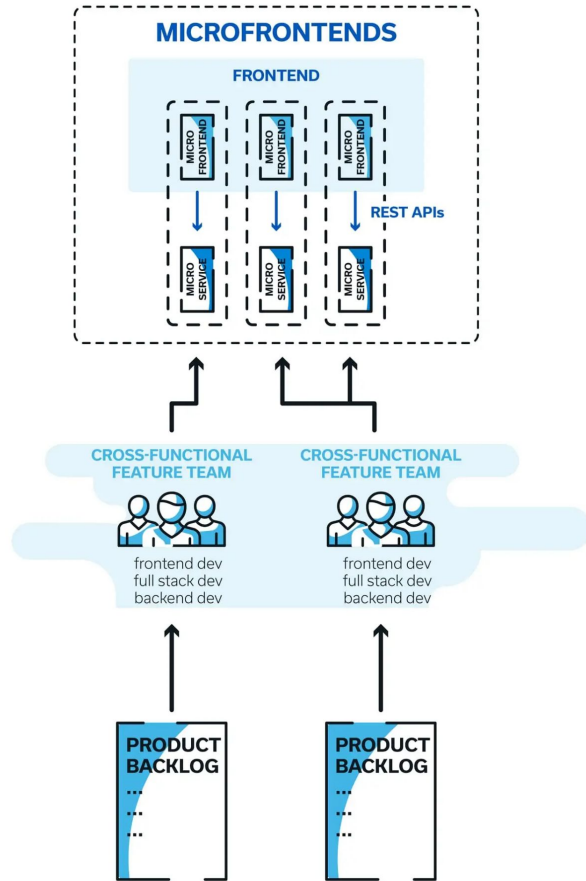 MICROFRONTENDS
FRONTEND
MICRO
FRONTEND
MICRO
FRONTEND
MICRO
FRONTEND
REST APIs
MICRO
SERVICE
MICRO
SERVICE
MICRO
SERVICE
CROSS-FUNCTIONAL
FEATURE TEAM
frontend dev
full stack dev
backend dev
CROSS-FUNCTIONAL
FEATURE TEAM
frontend dev
full stack dev
backend dev
PRODUCT
BACKLOG
...
...
...
PRODUCT
BACKLOG
...
...
...